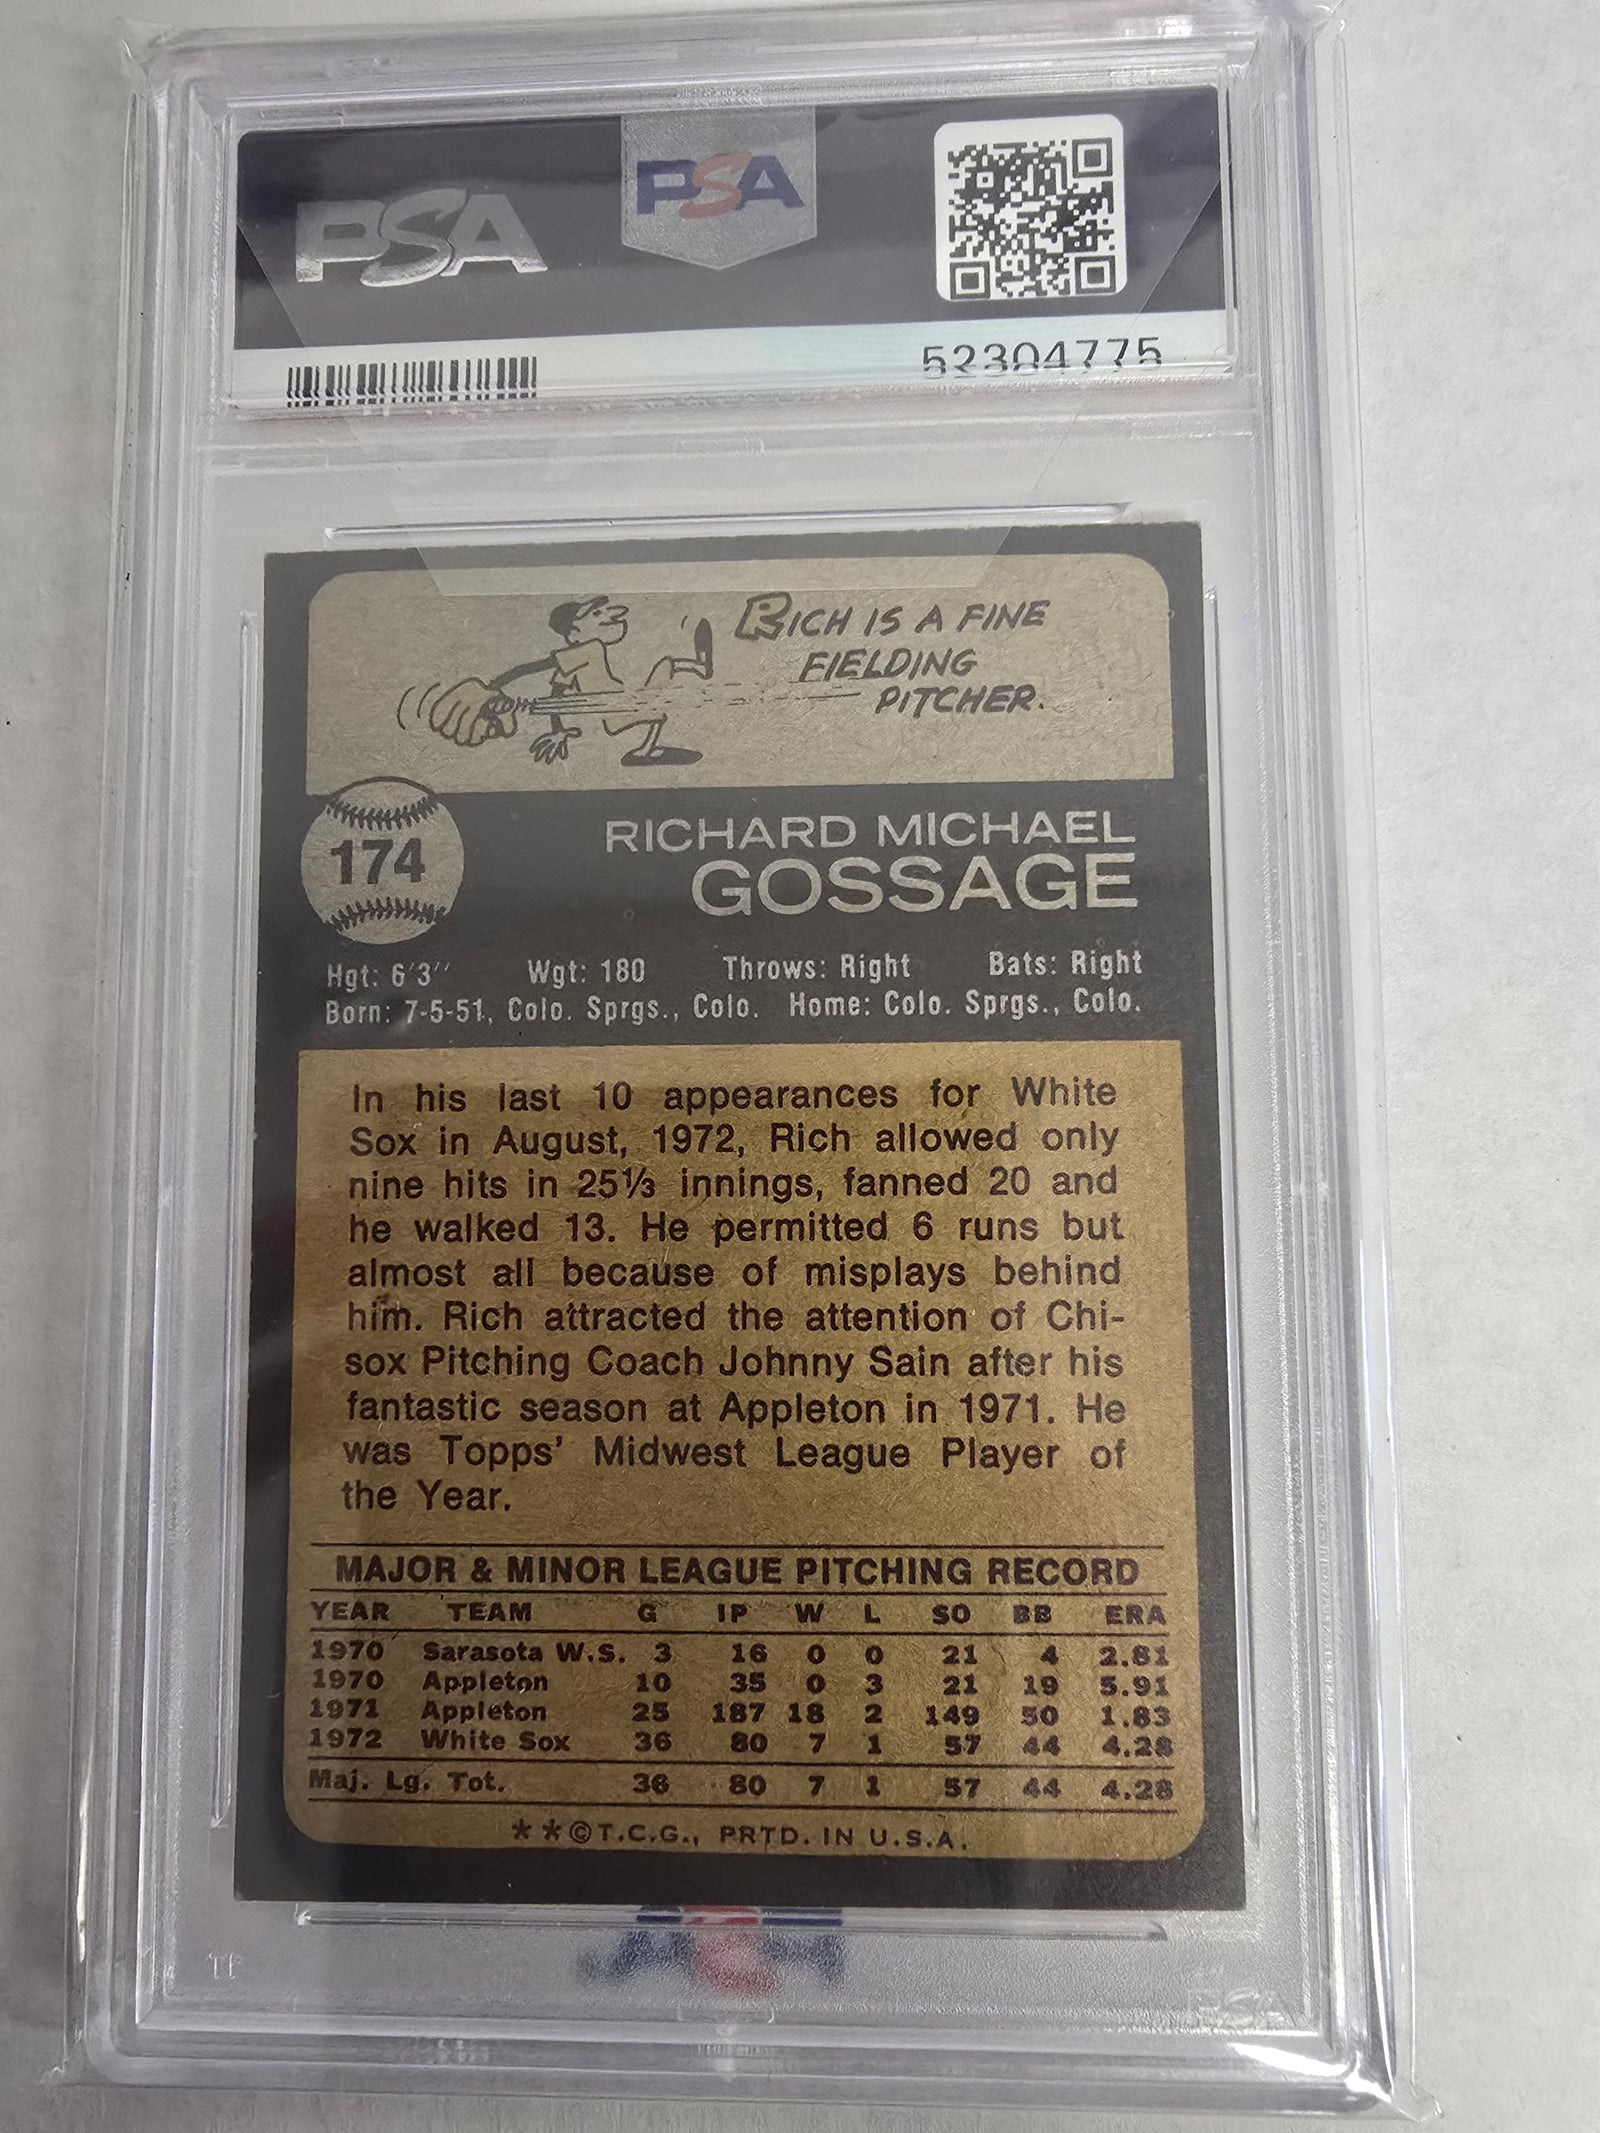 PSA
PSA
52304775
RICH IS A FINE
FIELDING
PITCHER.
174
RICHARD MICHAEL
GOSSAGE
Hgt: 6'3" Wgt: 180 Throws: Right Bats: Right
Born: 7-5-51, Colo. Sprgs., Colo. Home: Colo. Sprgs., Colo.
In his last 10 appearances for White
Sox in August, 1972, Rich allowed only
nine hits in 25⅓ innings, fanned 20 and
he walked 13. He permitted 6 runs but
almost all because of misplays behind
him. Rich attracted the attention of Chi-
sox Pitching Coach Johnny Sain after his
fantastic season at Appleton in 1971. He
was Topps' Midwest League Player of
the Year.
MAJOR & MINOR LEAGUE PITCHING RECORD
YEAR TEAM G IP W L SO BB ERA
1970 Sarasota W.S. 3 16 0 0 21 4 2.81
1970 Appleton 10 35 0 3 21 19 5.91
1971 Appleton 25 187 18 2 149 50 1.83
1972 White Sox 36 80 7 1 57 44 4.28
Maj. Lg. Tot. 36 80 7 1 57 44 4.28
**©T.C.G., PRTD. IN U.S.A.
PSA